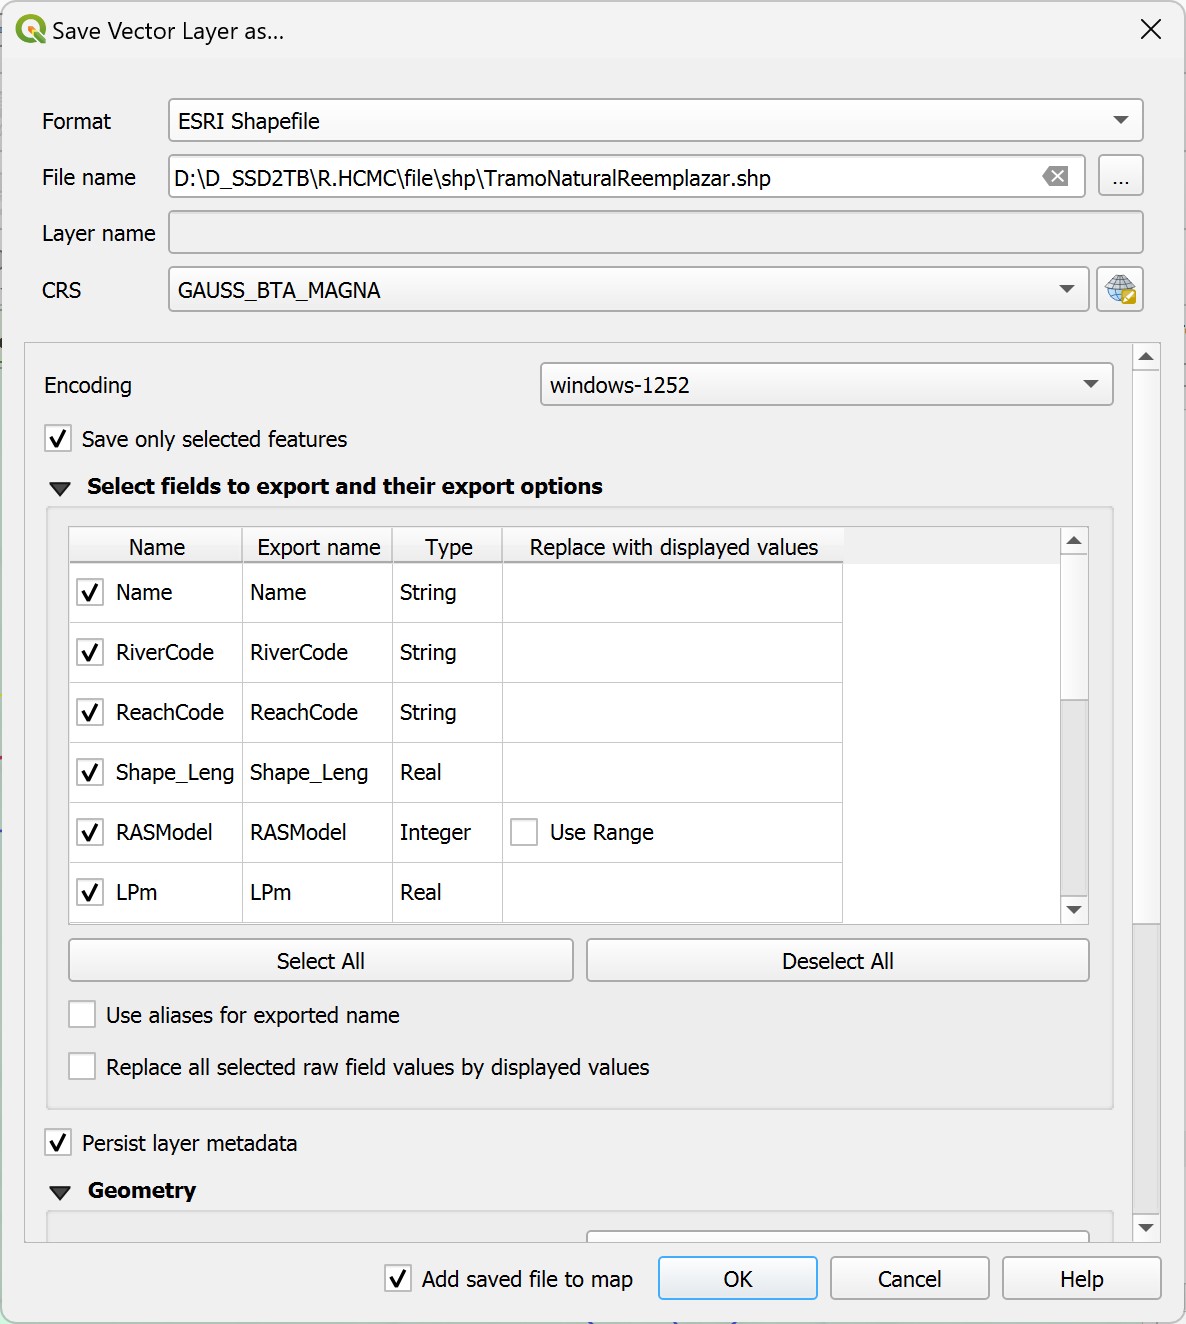 Save Vector Layer as...
Format ESRI Shapefile
File name D:\D_SSD2TB\R.HCMC\file\shp\TramoNaturalReemplazar.shp ...
Layer name
CRS GAUSS_BTA_MAGNA
Encoding windows-1252
Save only selected features
Select fields to export and their export options
Name Export name Type Replace with displayed values
Name Name String
RiverCode RiverCode String
ReachCode ReachCode String
Shape_Leng Shape_Leng Real
RASModel RASModel Integer Use Range
LPm LPm Real
Select All Deselect All
Use aliases for exported name
Replace all selected raw field values by displayed values
Persist layer metadata
Geometry
Add saved file to map OK Cancel Help